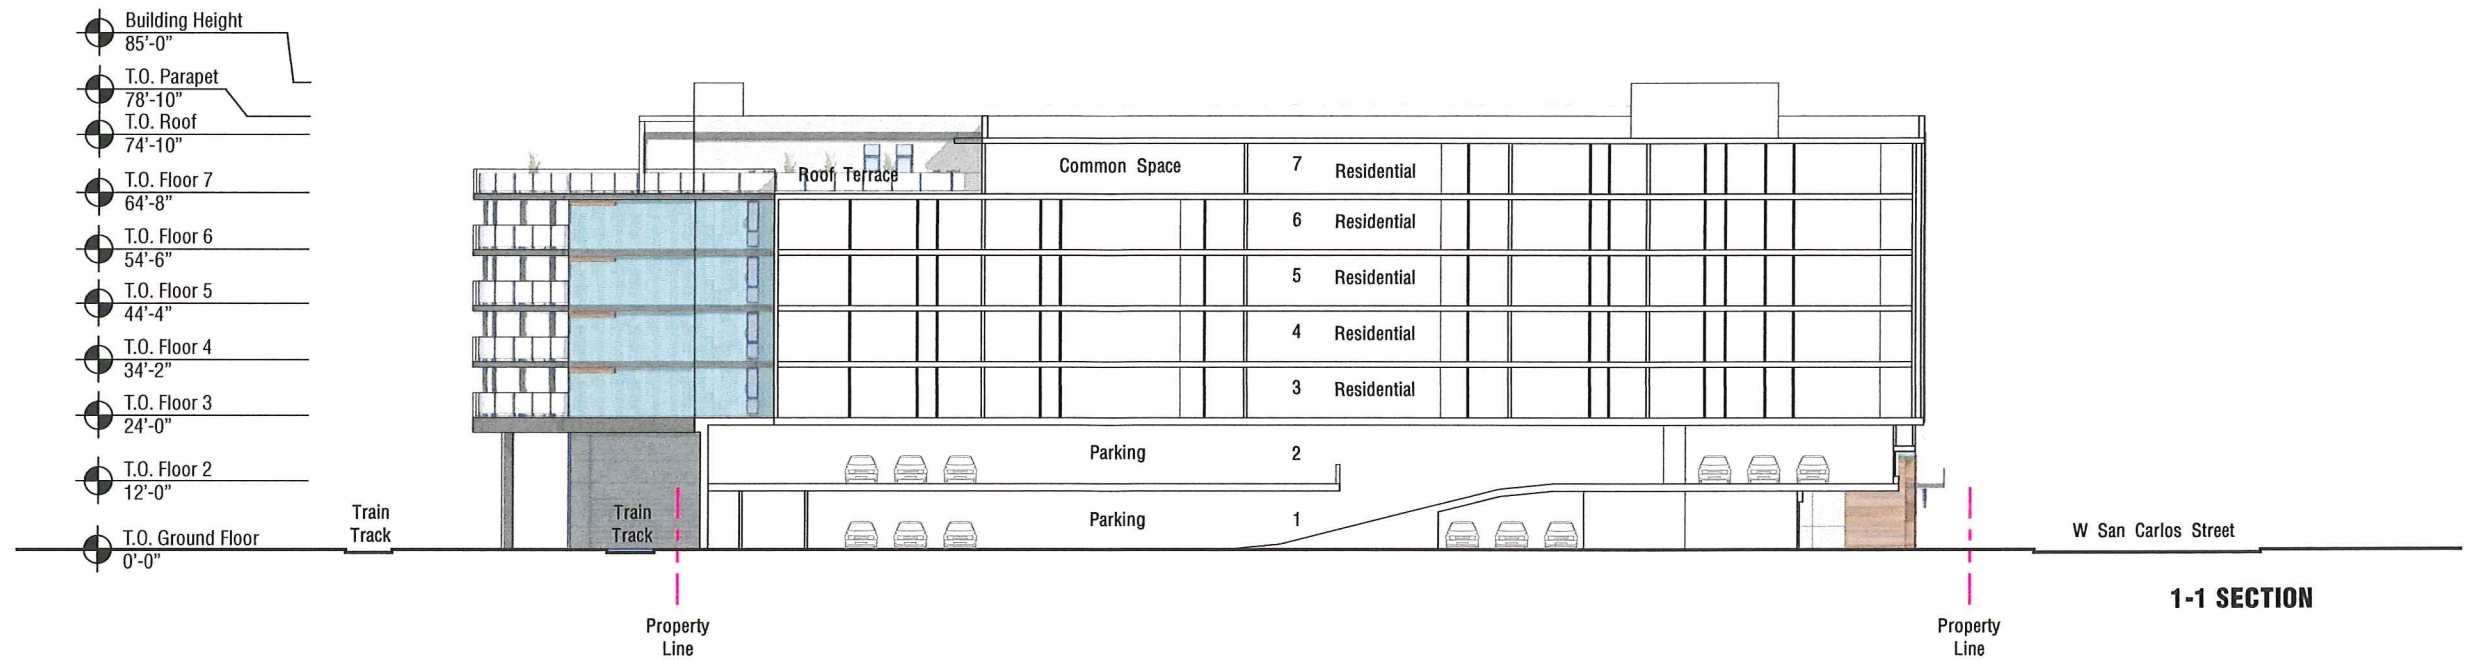 Building Height
85'-0"
T.O. Parapet
78'-10"
T.O. Roof
74'-10"
T.O. Floor 7
64'-8"
T.O. Floor 6
54'-6"
T.O. Floor 5
44'-4"
T.O. Floor 4
34'-2"
T.O. Floor 3
24'-0"
T.O. Floor 2
12'-0"
T.O. Ground Floor
0'-0"
Roof Terrace
Common Space
7 Residential
6 Residential
5 Residential
4 Residential
3 Residential
Parking 2
Parking 1
Train
Track
Train
Track
W San Carlos Street
Property
Line
Property
Line
1-1 SECTION